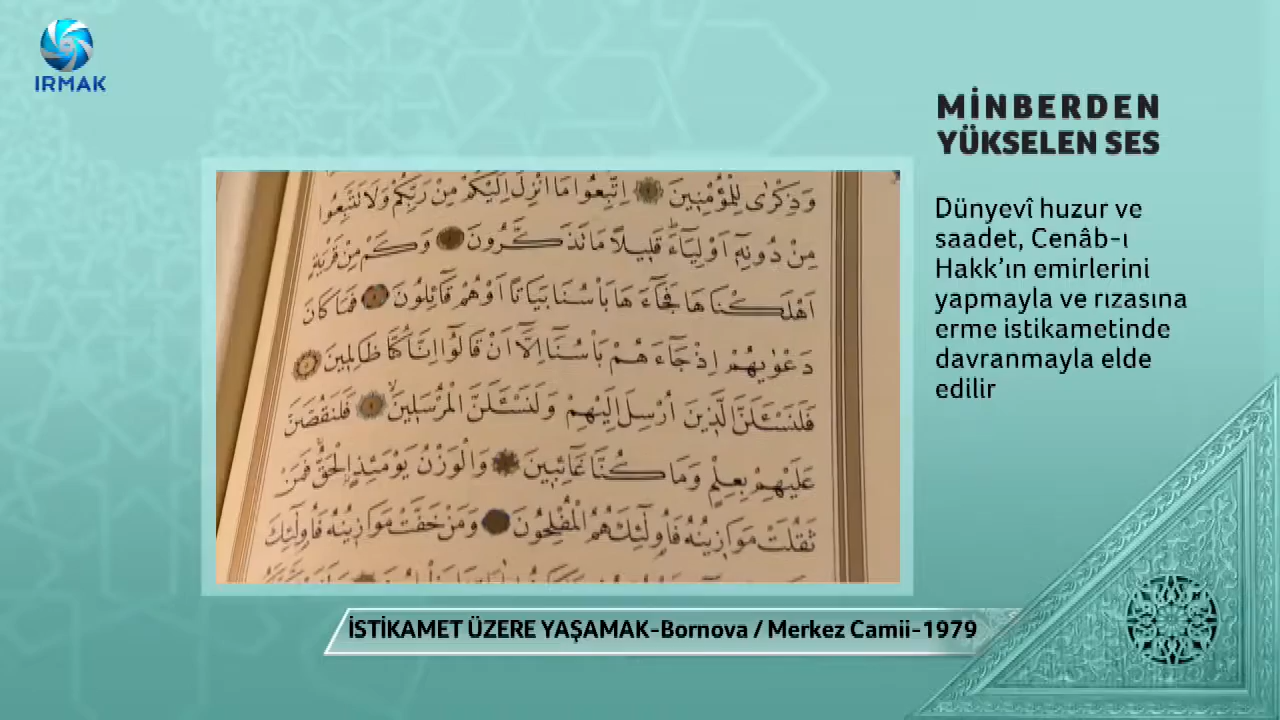 IRMAK
MİNBERDEN
YÜKSELEN SES
Dünyevî huzur ve
saadet, Cenâb-ı
Hakk’ın emirlerini
yapmayla ve rızasına
erme istikametinde
davranmayla elde
edilir
وَذِكْرٰى لِلْمُؤْمِنِينَ اِتَّبِعُوا مَا اُنْزِلَ اِلَيْكُمْ مِنْ رَبِّكُمْ وَلَا تَتَّبِعُوا
مِنْ دُونِهِ اَوْلِيَاءَ قَلِيلًا مَا تَذَكَّرُونَ وَكَمْ مِنْ قَرْيَةٍ
اَهْلَكْنَاهَا فَجَاءَهَا بَأْسُنَا بَيَاتًا اَوْ هُمْ قَائِلُونَ فَمَا كَانَ
دَعْوٰيهُمْ اِذْ جَاءَهُمْ بَأْسُنَا اِلَّا اَنْ قَالُوا اِنَّا كُنَّا ظَالِمِينَ
فَلَنَسْـَٔلَنَّ الَّذِينَ اُرْسِلَ اِلَيْهِمْ وَلَنَسْـَٔلَنَّ الْمُرْسَلِينَ فَلَنَقُصَّنَّ
عَلَيْهِمْ بِعِلْمٍ وَمَا كُنَّا غَائِبِينَ وَالْوَزْنُ يَوْمَئِذٍ الْحَقُّ فَمَنْ
ثَقُلَتْ مَوَازِينُهُ فَاُولٰئِكَ هُمُ الْمُفْلِحُونَ وَمَنْ خَفَّتْ مَوَازِينُهُ فَاُولٰئِكَ
İSTİKAMET ÜZERE YAŞAMAK-Bornova / Merkez Camii-1979